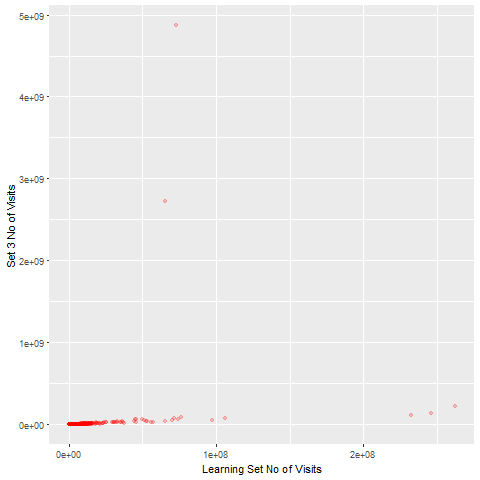 5e+09
4e+09
3e+09
2e+09
1e+09
0e+00
Set 3 No of Visits
0e+00 1e+08 2e+08
Learning Set No of Visits